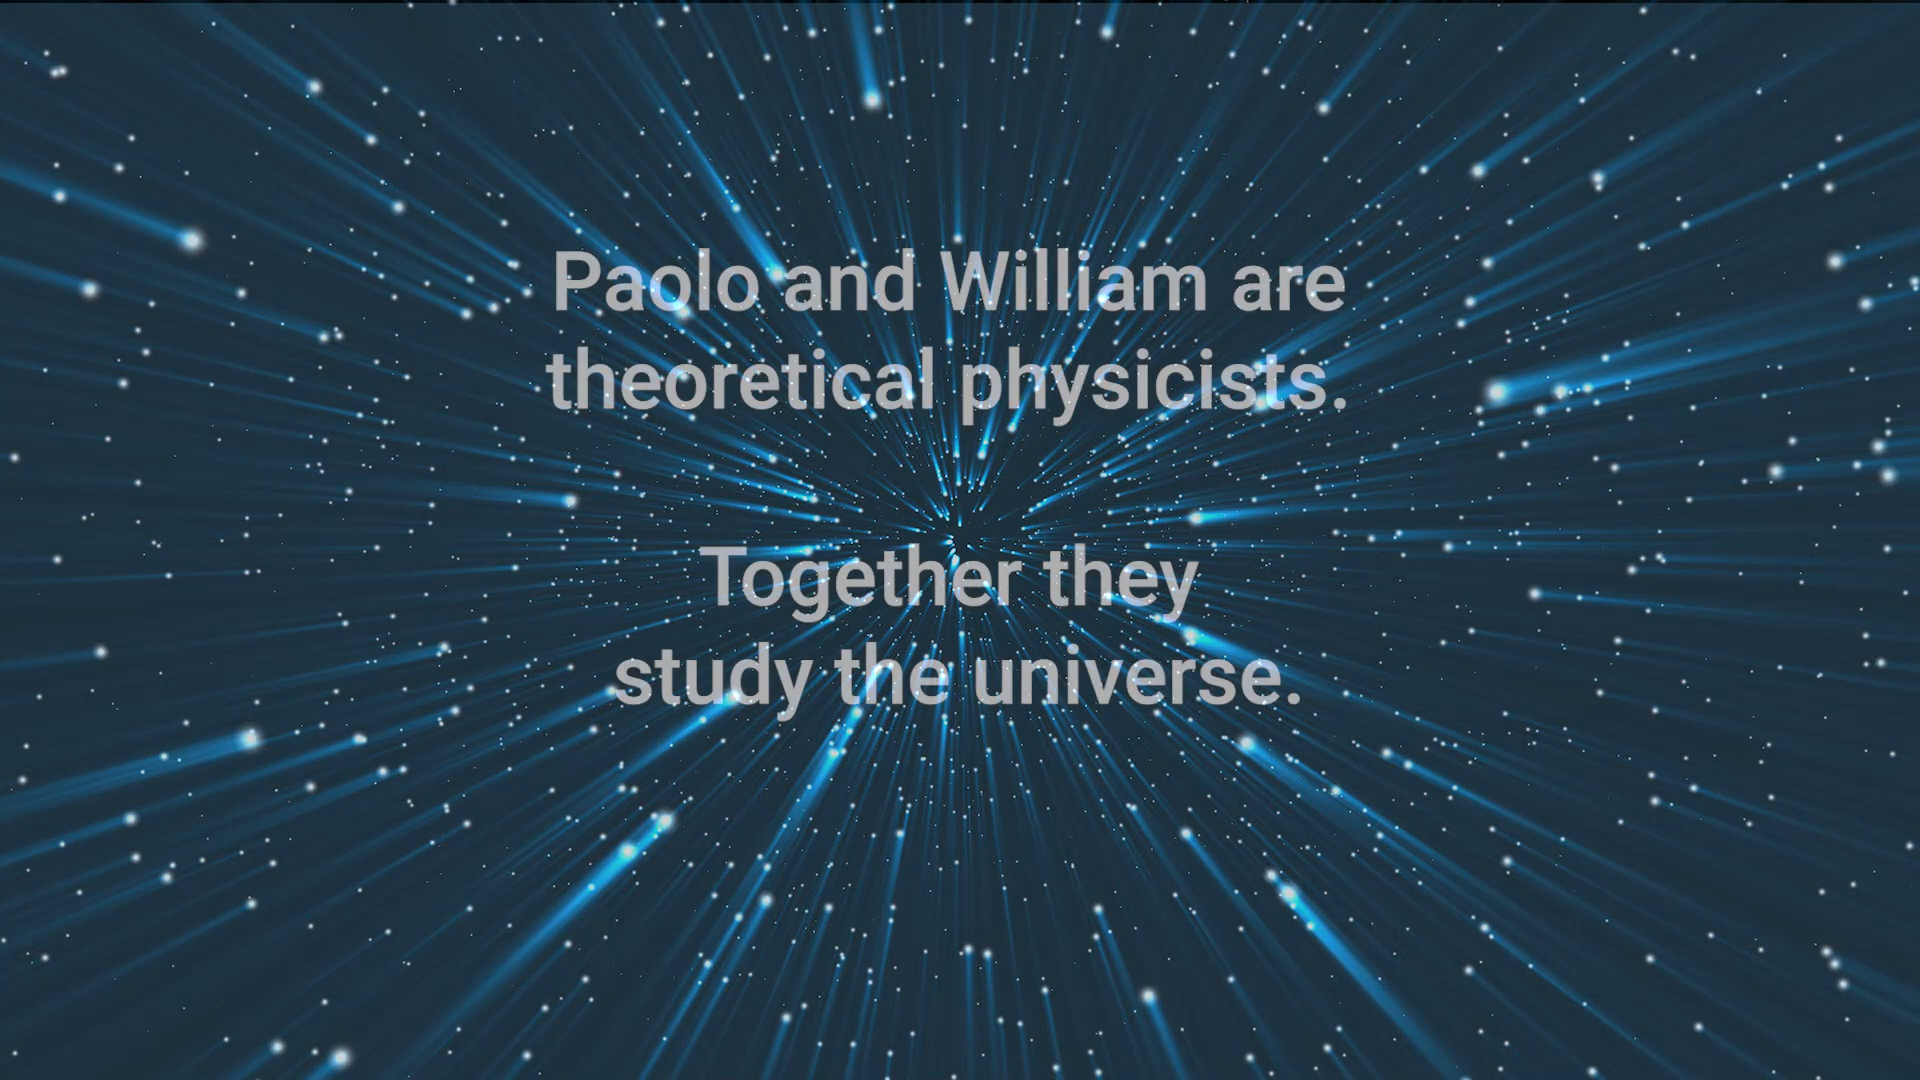 Paolo and William are
theoretical physicists.
Together they
study the universe.